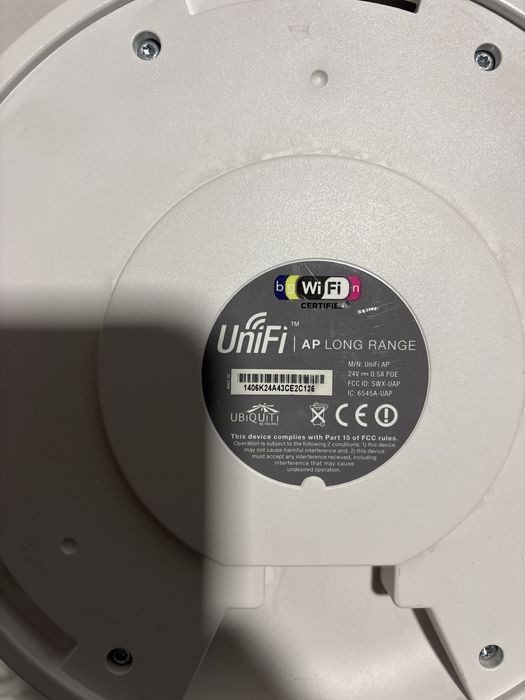 b g WiFi n
CERTIFIED
UniFi™ | AP LONG RANGE
M/N: UniFi AP
24V ⎓ 0.5A POE
FCC ID: SWX-UAP
IC: 6545A-UAP
MAC ID
1406K24A43CE2C136
UBIQUITI
NETWORKS
CE
This device complies with Part 15 of FCC rules.
Operation is subject to the following 2 conditions; 1) this device
may not cause harmful interference and, 2) this device
must accept any interference received, including
interference that may cause
undesired operation.